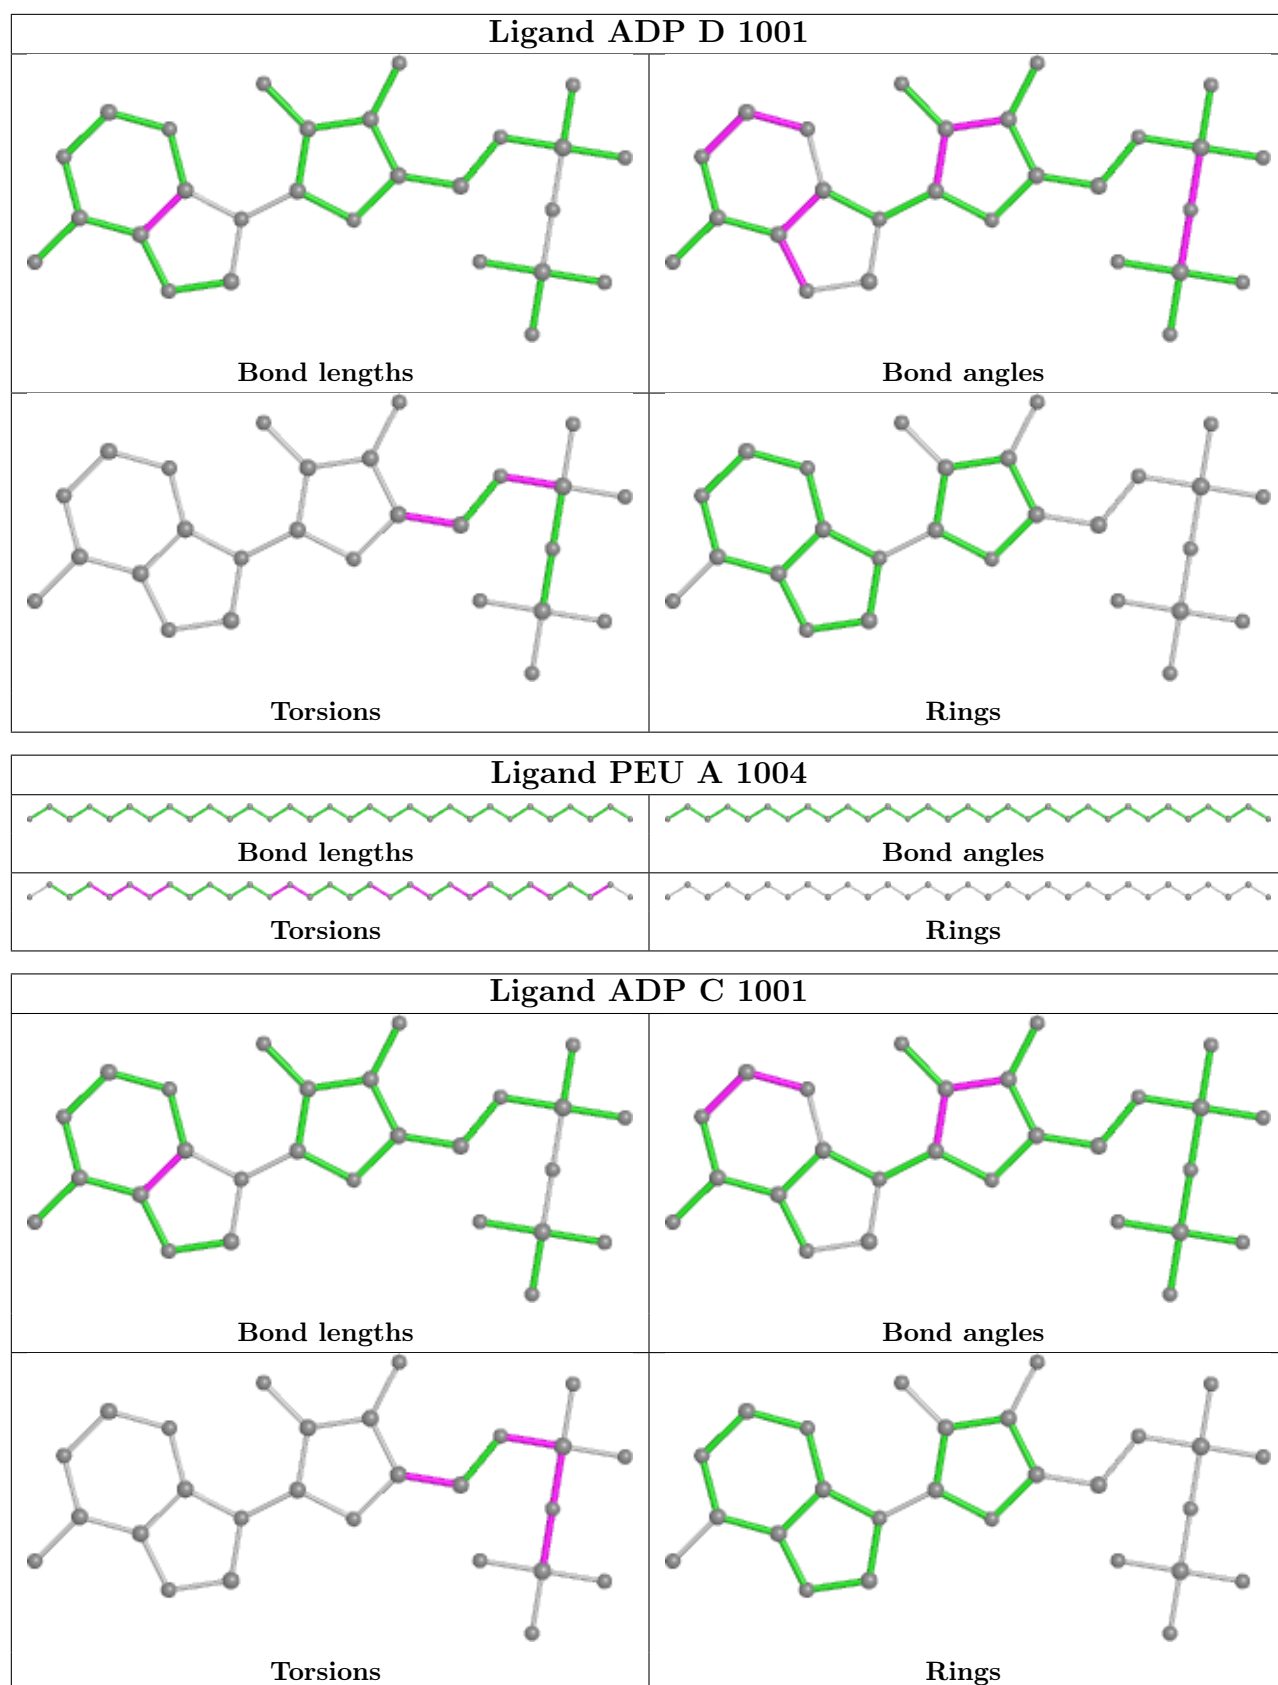 Ligand ADP D 1001
Bond lengths
Bond angles
Torsions
Rings
Ligand PEU A 1004
Bond lengths
Bond angles
Torsions
Rings
Ligand ADP C 1001
Bond lengths
Bond angles
Torsions
Rings